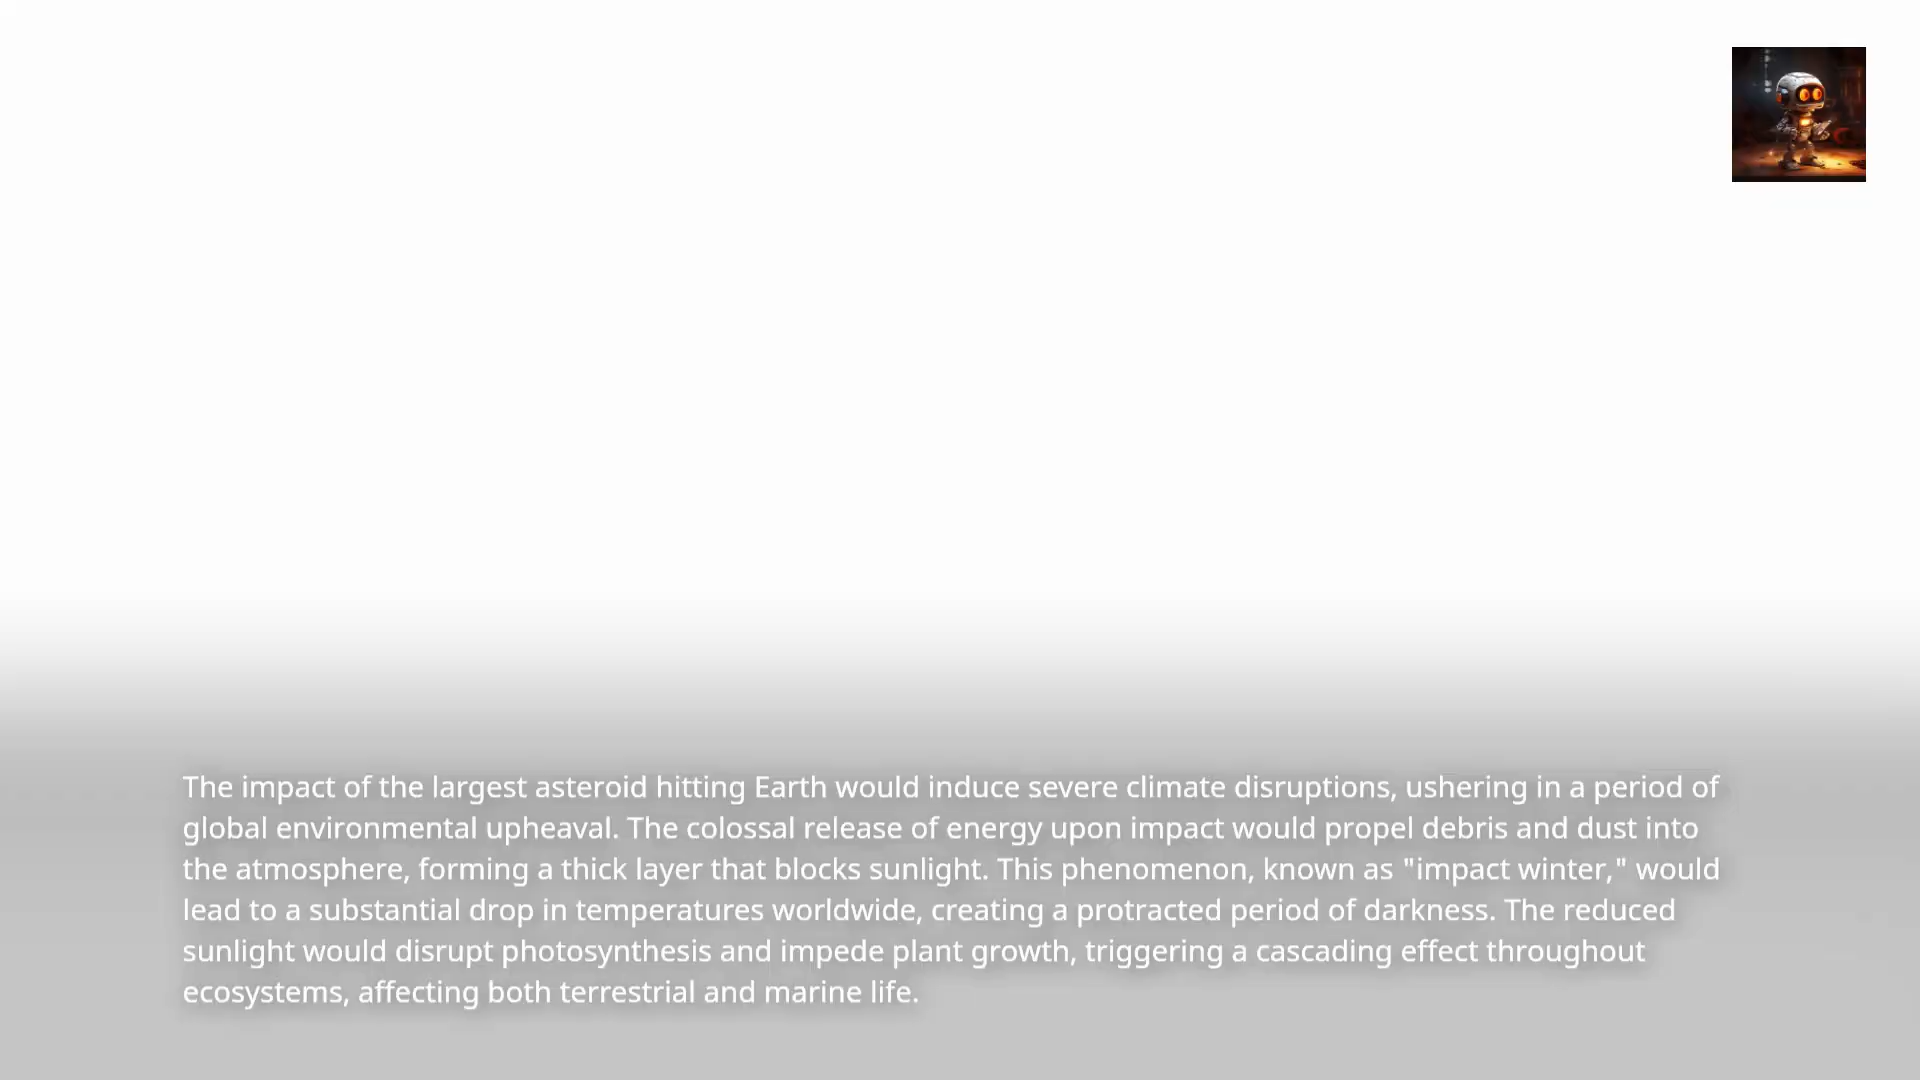 The impact of the largest asteroid hitting Earth would induce severe climate disruptions, ushering in a period of
global environmental upheaval. The colossal release of energy upon impact would propel debris and dust into
the atmosphere, forming a thick layer that blocks sunlight. This phenomenon, known as "impact winter," would
lead to a substantial drop in temperatures worldwide, creating a protracted period of darkness. The reduced
sunlight would disrupt photosynthesis and impede plant growth, triggering a cascading effect throughout
ecosystems, affecting both terrestrial and marine life.